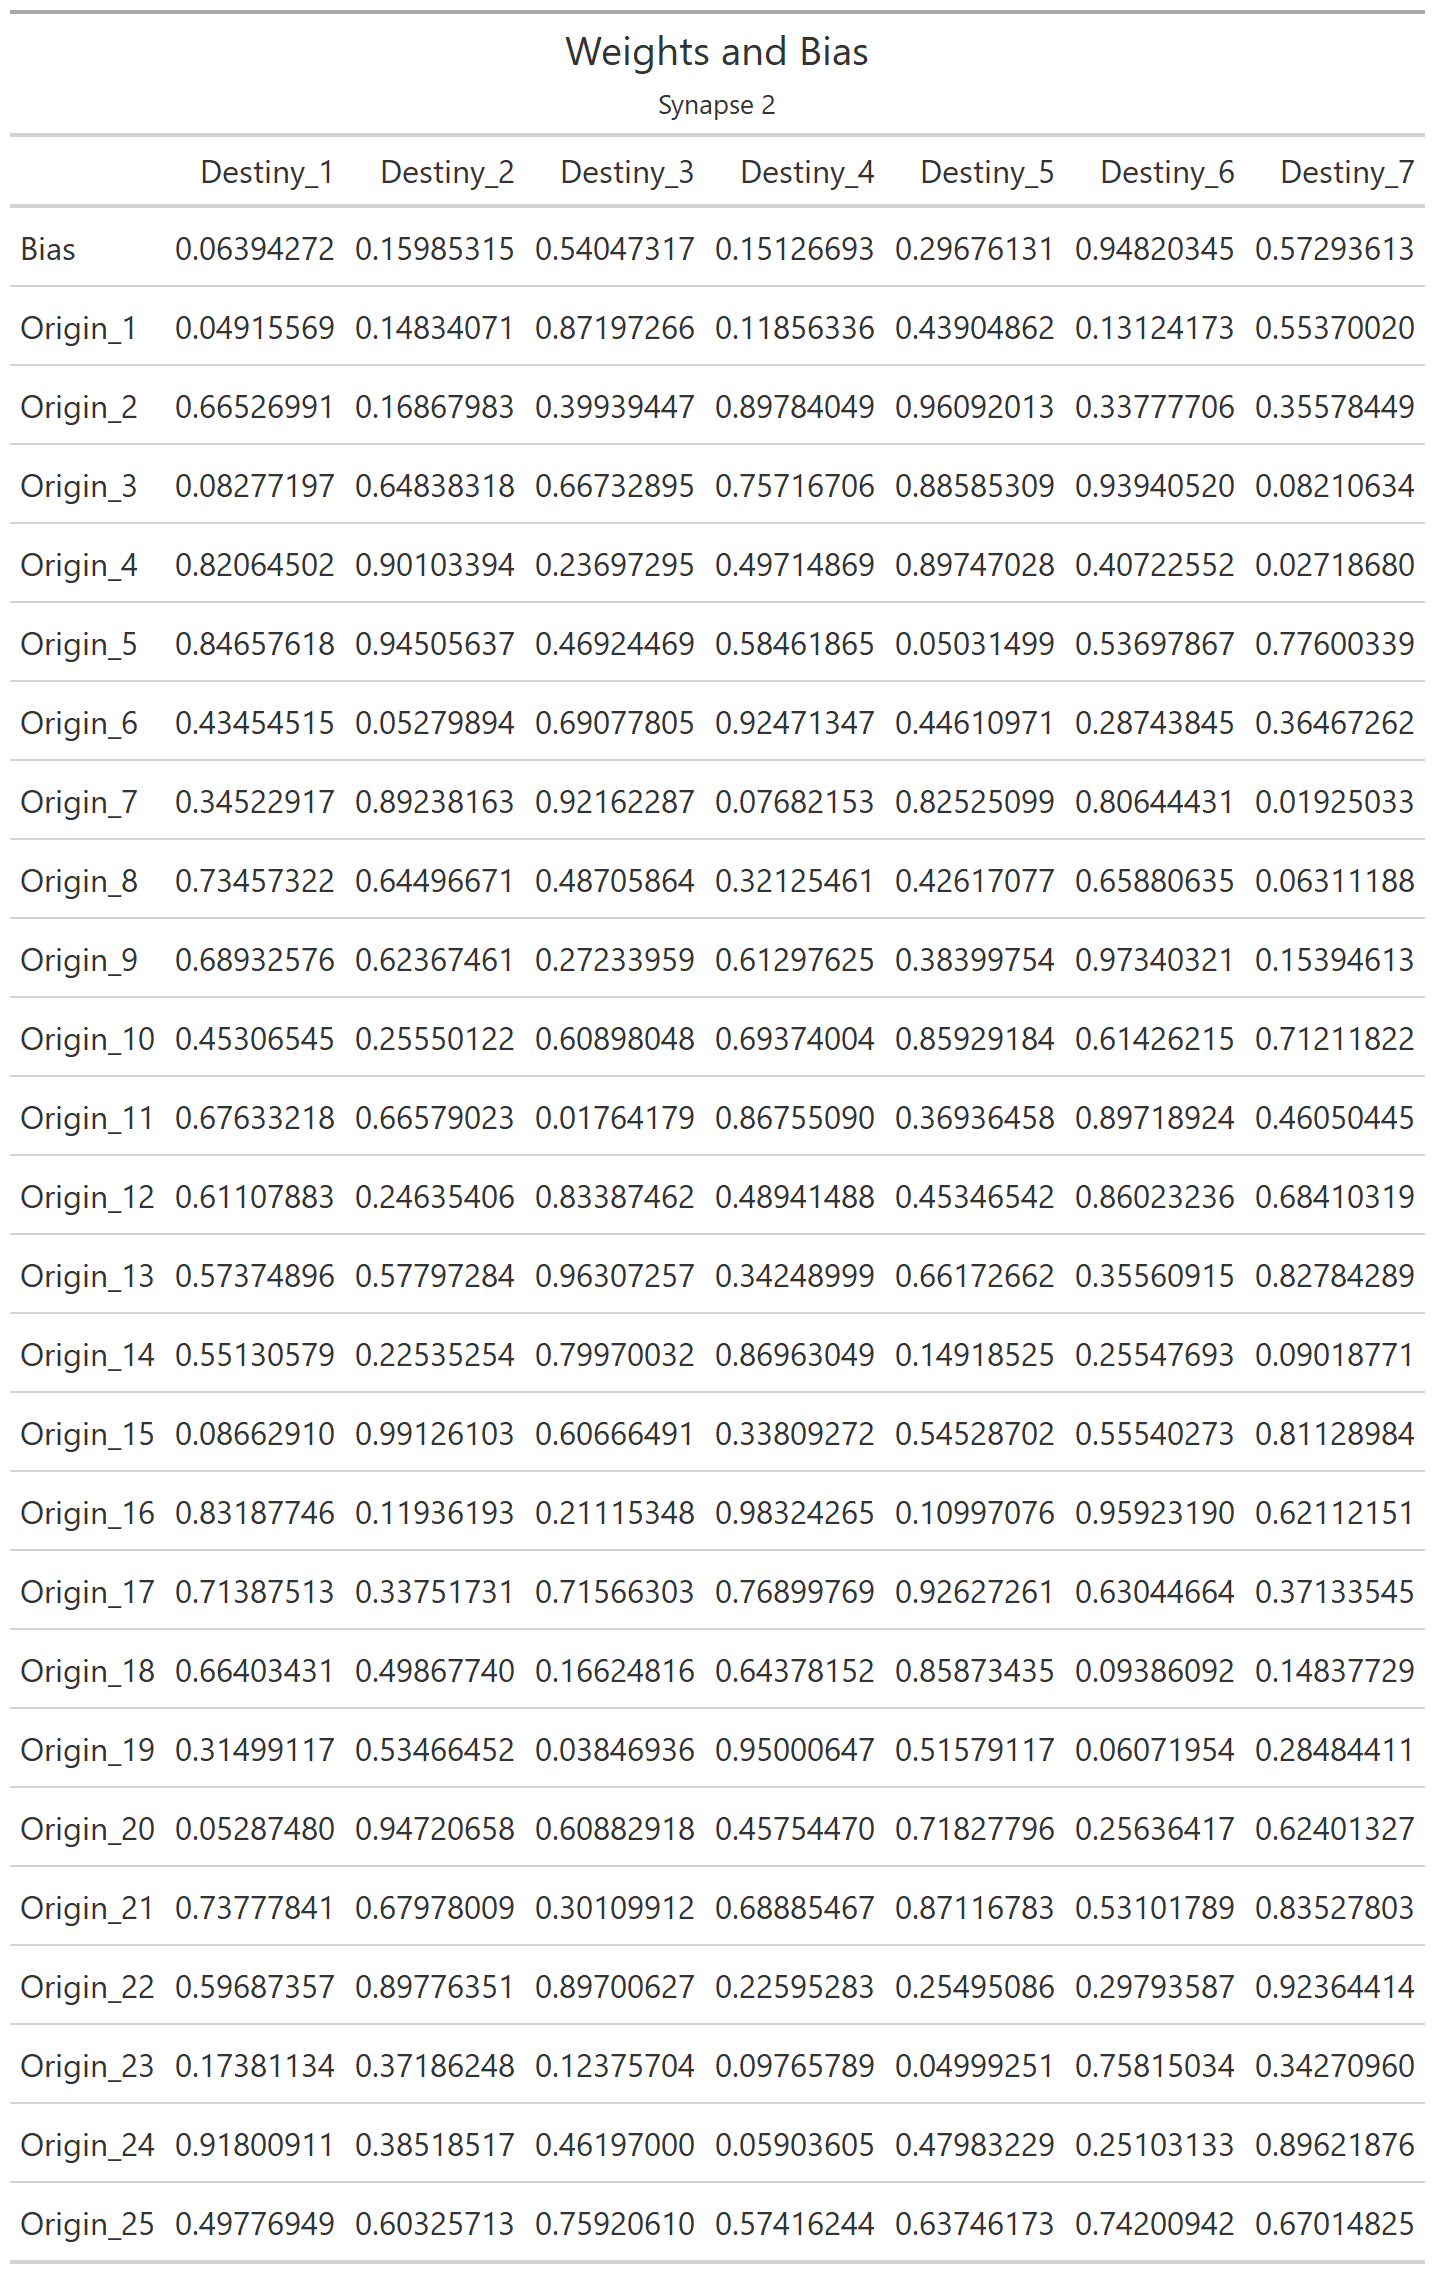 Weights and Bias
Synapse 2
Destiny_1 Destiny_2 Destiny_3 Destiny_4 Destiny_5 Destiny_6 Destiny_7
Bias 0.06394272 0.15985315 0.54047317 0.15126693 0.29676131 0.94820345 0.57293613
Origin_1 0.04915569 0.14834071 0.87197266 0.11856336 0.43904862 0.13124173 0.55370020
Origin_2 0.66526991 0.16867983 0.39939447 0.89784049 0.96092013 0.33777706 0.35578449
Origin_3 0.08277197 0.64838318 0.66732895 0.75716706 0.88585309 0.93940520 0.08210634
Origin_4 0.82064502 0.90103394 0.23697295 0.49714869 0.89747028 0.40722552 0.02718680
Origin_5 0.84657618 0.94505637 0.46924469 0.58461865 0.05031499 0.53697867 0.77600339
Origin_6 0.43454515 0.05279894 0.69077805 0.92471347 0.44610971 0.28743845 0.36467262
Origin_7 0.34522917 0.89238163 0.92162287 0.07682153 0.82525099 0.80644431 0.01925033
Origin_8 0.73457322 0.64496671 0.48705864 0.32125461 0.42617077 0.65880635 0.06311188
Origin_9 0.68932576 0.62367461 0.27233959 0.61297625 0.38399754 0.97340321 0.15394613
Origin_10 0.45306545 0.25550122 0.60898048 0.69374004 0.85929184 0.61426215 0.71211822
Origin_11 0.67633218 0.66579023 0.01764179 0.86755090 0.36936458 0.89718924 0.46050445
Origin_12 0.61107883 0.24635406 0.83387462 0.48941488 0.45346542 0.86023236 0.68410319
Origin_13 0.57374896 0.57797284 0.96307257 0.34248999 0.66172662 0.35560915 0.82784289
Origin_14 0.55130579 0.22535254 0.79970032 0.86963049 0.14918525 0.25547693 0.09018771
Origin_15 0.08662910 0.99126103 0.60666491 0.33809272 0.54528702 0.55540273 0.81128984
Origin_16 0.83187746 0.11936193 0.21115348 0.98324265 0.10997076 0.95923190 0.62112151
Origin_17 0.71387513 0.33751731 0.71566303 0.76899769 0.92627261 0.63044664 0.37133545
Origin_18 0.66403431 0.49867740 0.16624816 0.64378152 0.85873435 0.09386092 0.14837729
Origin_19 0.31499117 0.53466452 0.03846936 0.95000647 0.51579117 0.06071954 0.28484411
Origin_20 0.05287480 0.94720658 0.60882918 0.45754470 0.71827796 0.25636417 0.62401327
Origin_21 0.73777841 0.67978009 0.30109912 0.68885467 0.87116783 0.53101789 0.83527803
Origin_22 0.59687357 0.89776351 0.89700627 0.22595283 0.25495086 0.29793587 0.92364414
Origin_23 0.17381134 0.37186248 0.12375704 0.09765789 0.04999251 0.75815034 0.34270960
Origin_24 0.91800911 0.38518517 0.46197000 0.05903605 0.47983229 0.25103133 0.89621876
Origin_25 0.49776949 0.60325713 0.75920610 0.57416244 0.63746173 0.74200942 0.67014825